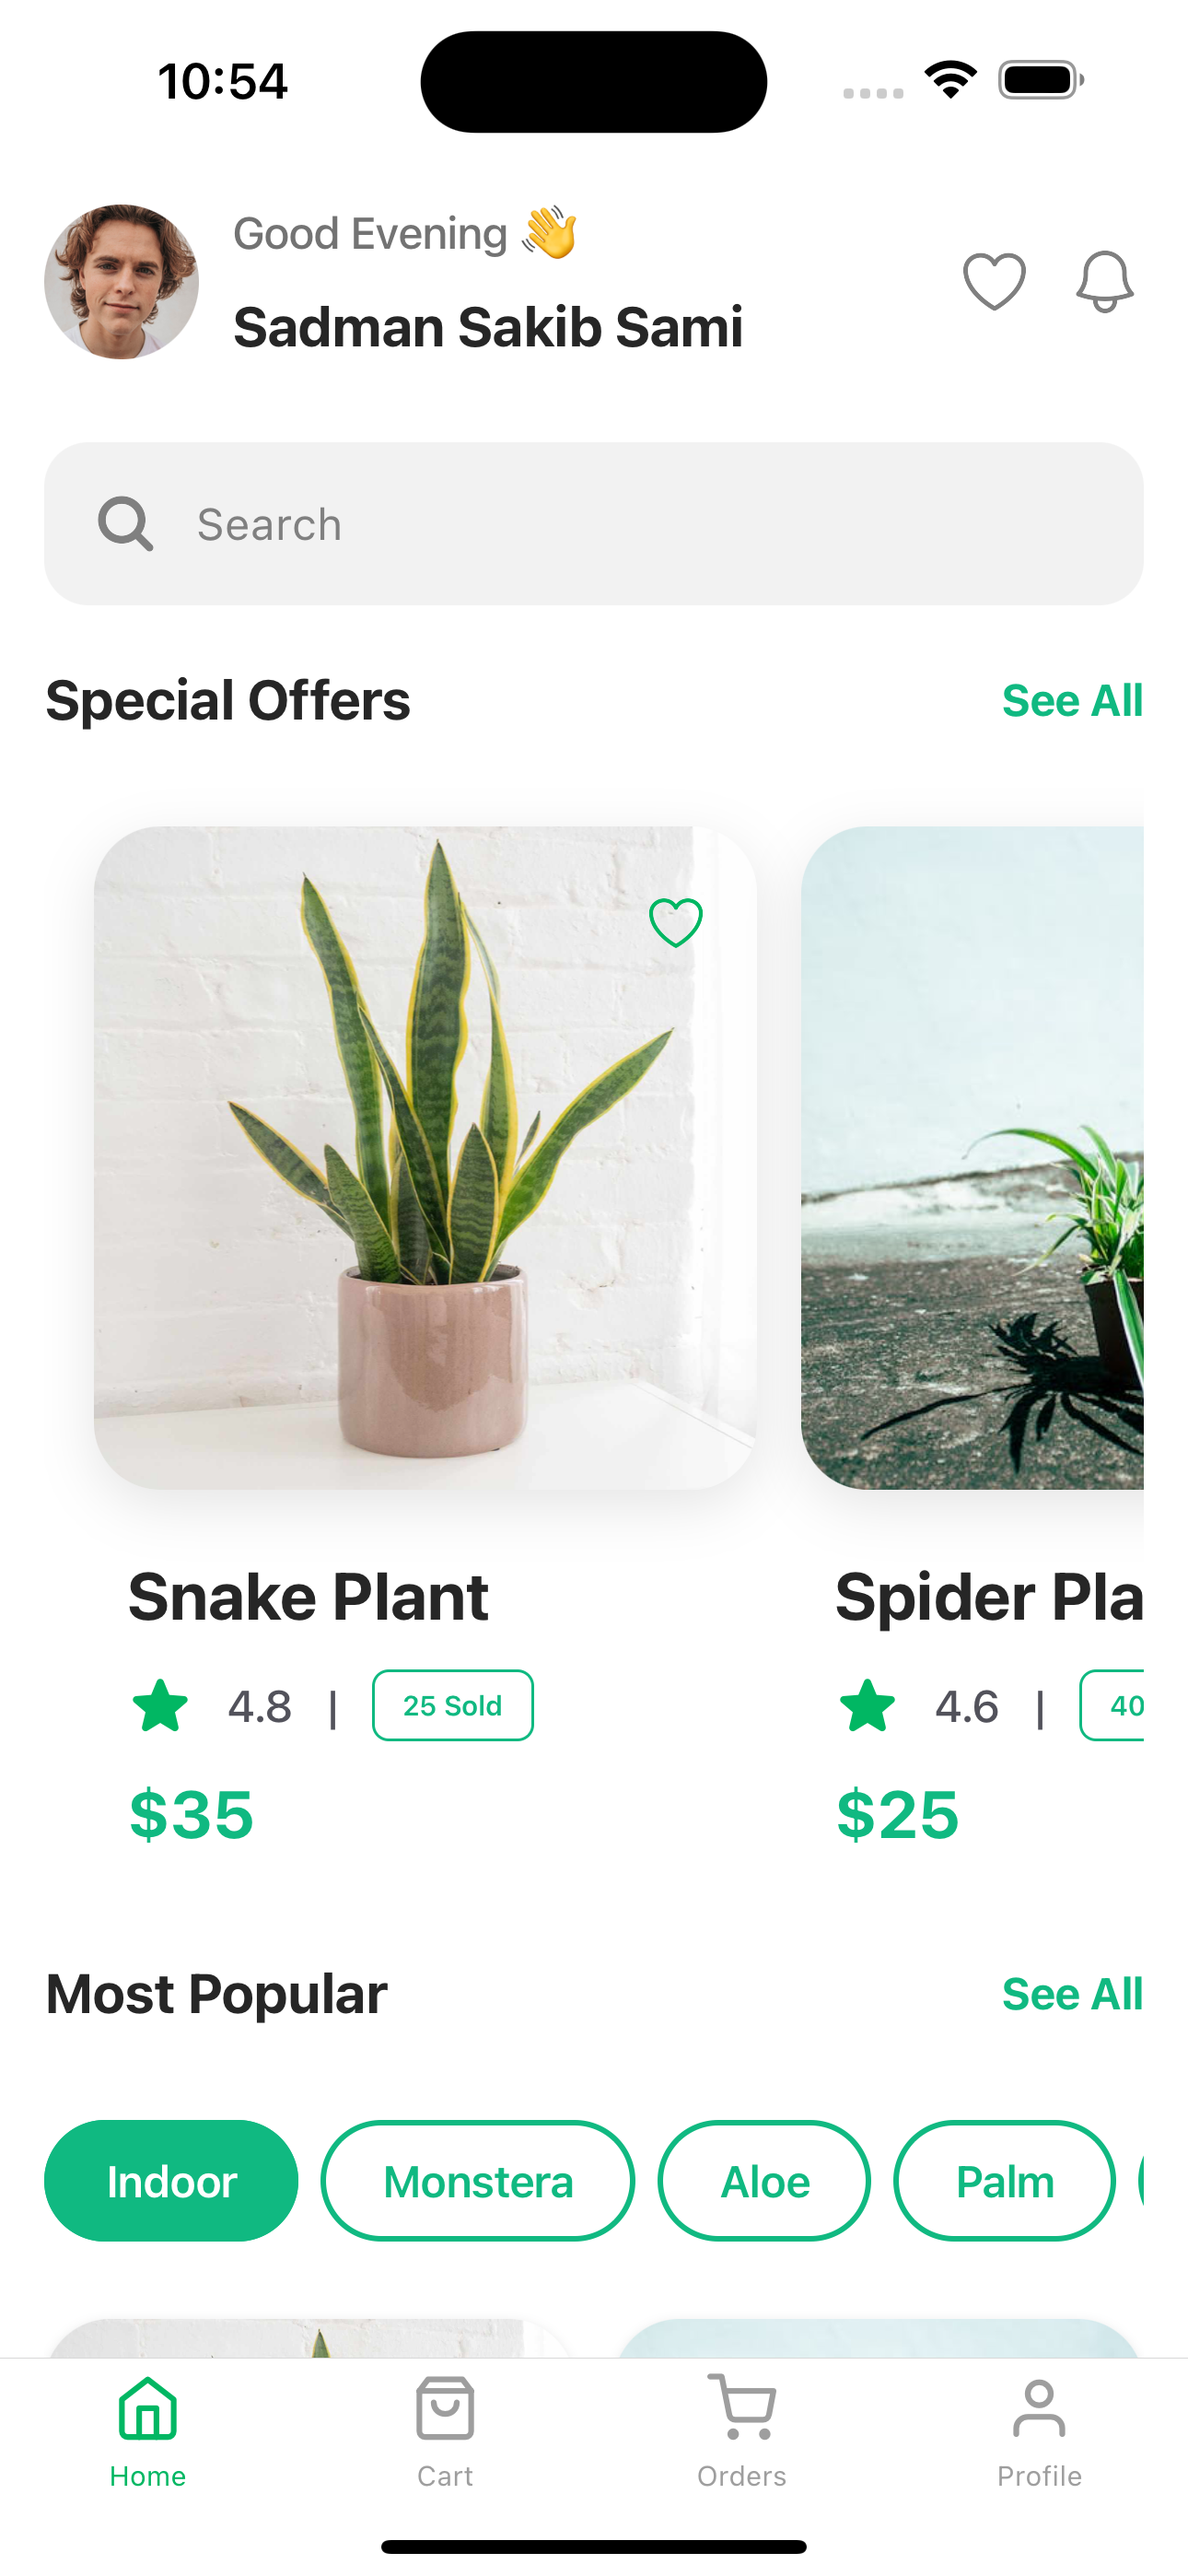 10:54
Good Evening 👋
Sadman Sakib Sami
Search
Special Offers See All
Snake Plant Spider Pla
4.8 | 25 Sold 4.6 | 40
$35 $25
Most Popular See All
Indoor Monstera Aloe Palm
Home Cart Orders Profile